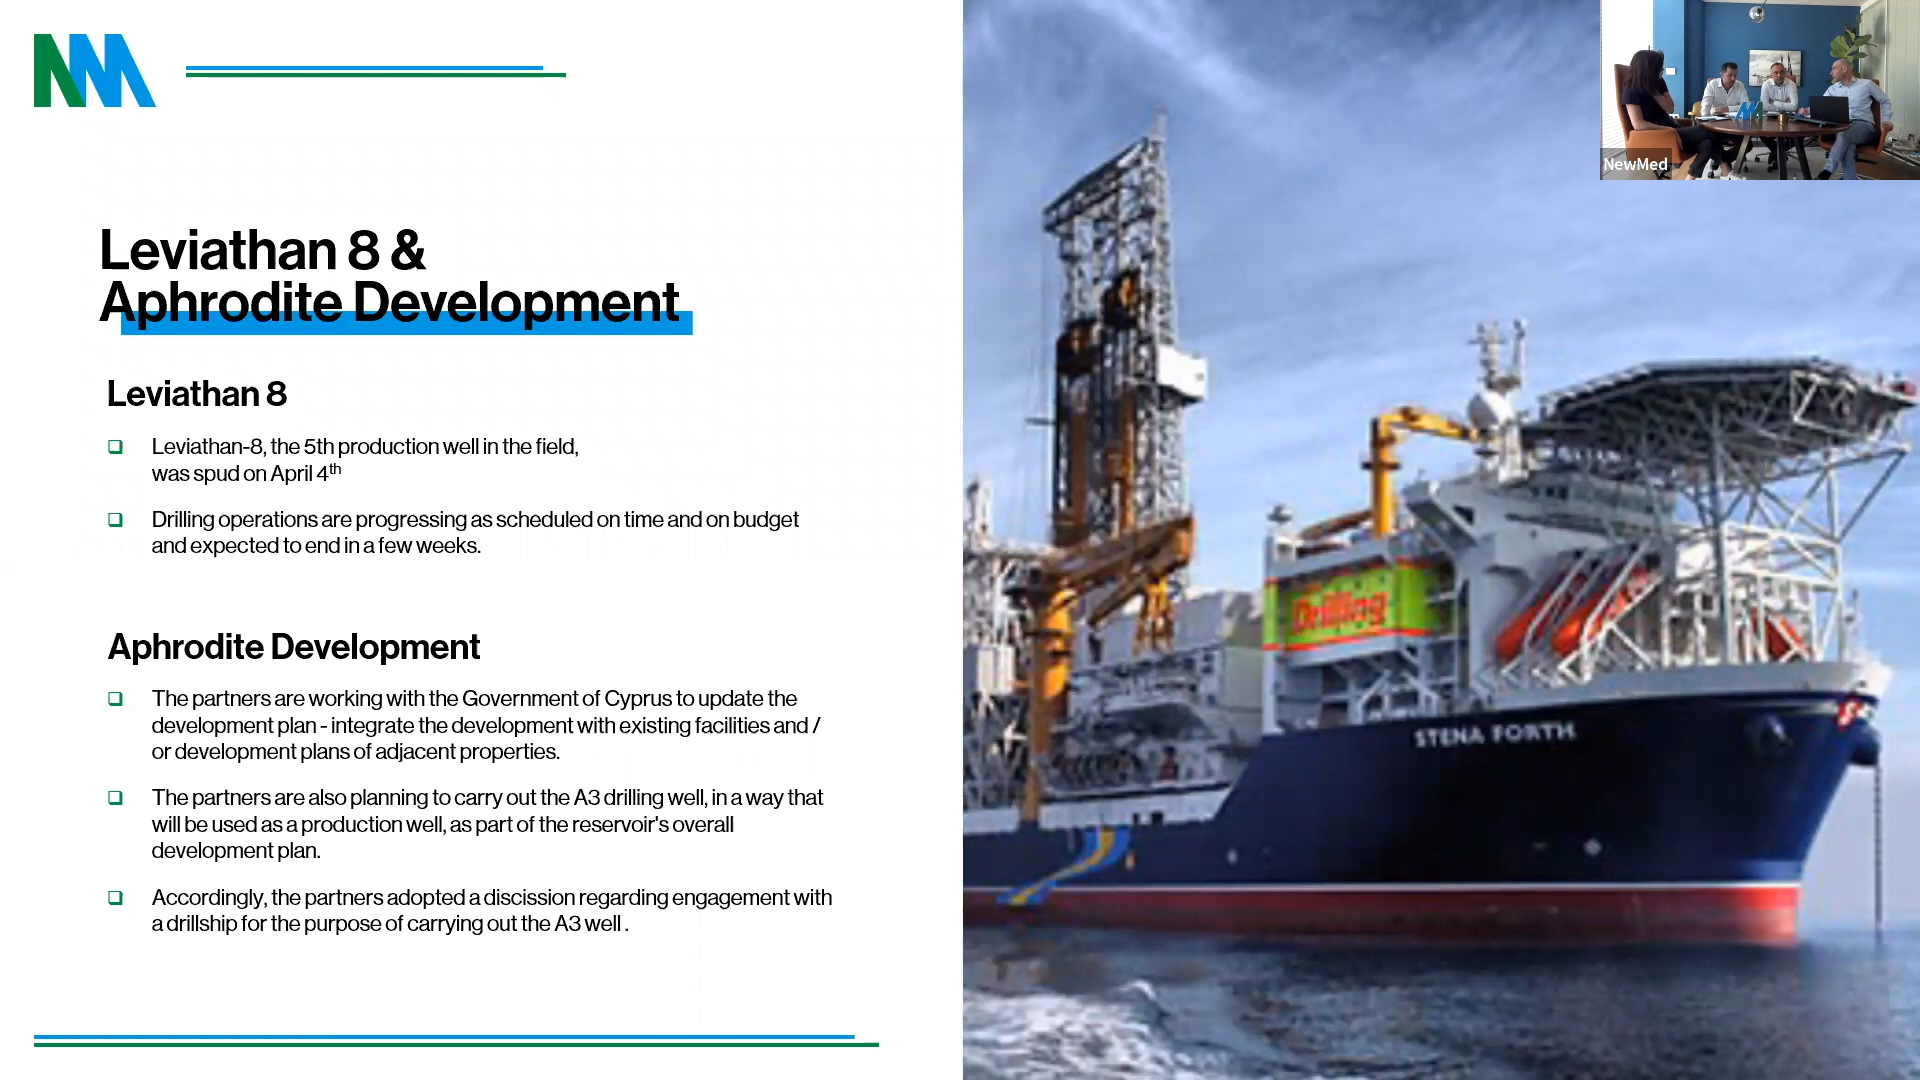 NM
NewMed
Leviathan 8 &
Aphrodite Development
Leviathan 8
Leviathan-8, the 5th production well in the field,
was spud on April 4th
Drilling operations are progressing as scheduled on time and on budget
and expected to end in a few weeks.
Aphrodite Development
The partners are working with the Government of Cyprus to update the
development plan - integrate the development with existing facilities and /
or development plans of adjacent properties.
The partners are also planning to carry out the A3 drilling well, in a way that
will be used as a production well, as part of the reservoir's overall
development plan.
Accordingly, the partners adopted a discission regarding engagement with
a drillship for the purpose of carrying out the A3 well .
Drilling
STENA FORTH